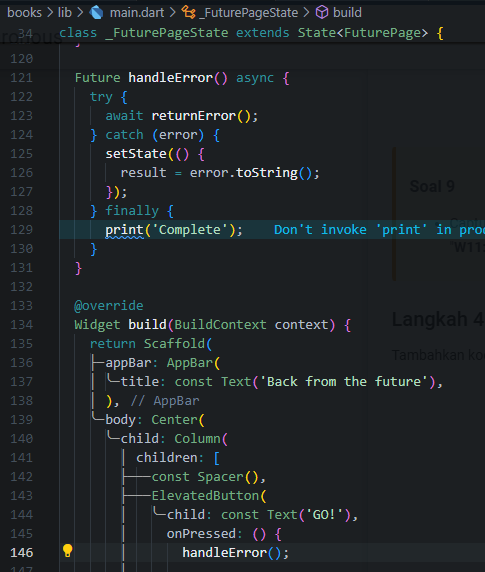 books > lib > main.dart > _FuturePageState > build
34 class _FuturePageState extends State<FuturePage> {
120 }
121 Future handleError() async {
122 try {
123 await returnError();
124 } catch (error) {
125 setState(() {
126 result = error.toString();
127 });
128 } finally {
129 print('Complete'); Don't invoke 'print' in prod
130 }
131 }
132
133 @override
134 Widget build(BuildContext context) {
135 return Scaffold(
136 appBar: AppBar(
137 title: const Text('Back from the future'),
138 ), // AppBar
139 body: Center(
140 child: Column(
141 children: [
142 const Spacer(),
143 ElevatedButton(
144 child: const Text('GO!'),
145 onPressed: () {
146 handleError();
Soal 9
Langkah 4